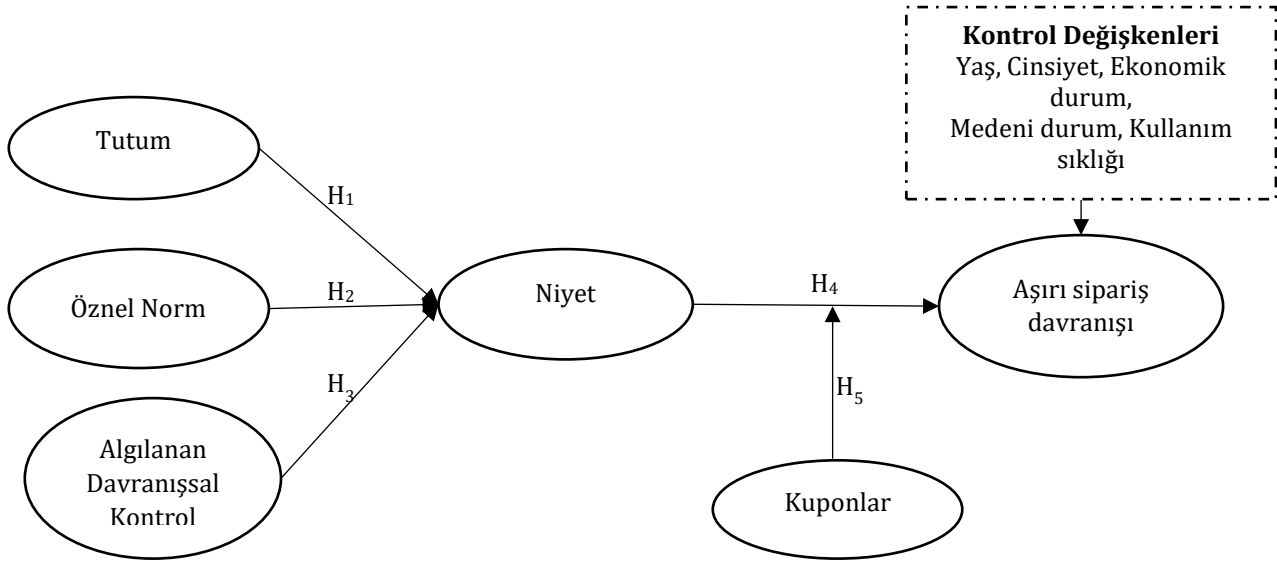 Kontrol Değişkenleri
Yaş, Cinsiyet, Ekonomik
durum,
Medeni durum, Kullanım
sıklığı
Tutum
H₁
Öznel Norm
H₂
Niyet
H₄
Aşırı sipariş
davranışı
H₃
H₅
Algılanan
Davranışsal
Kontrol
Kuponlar